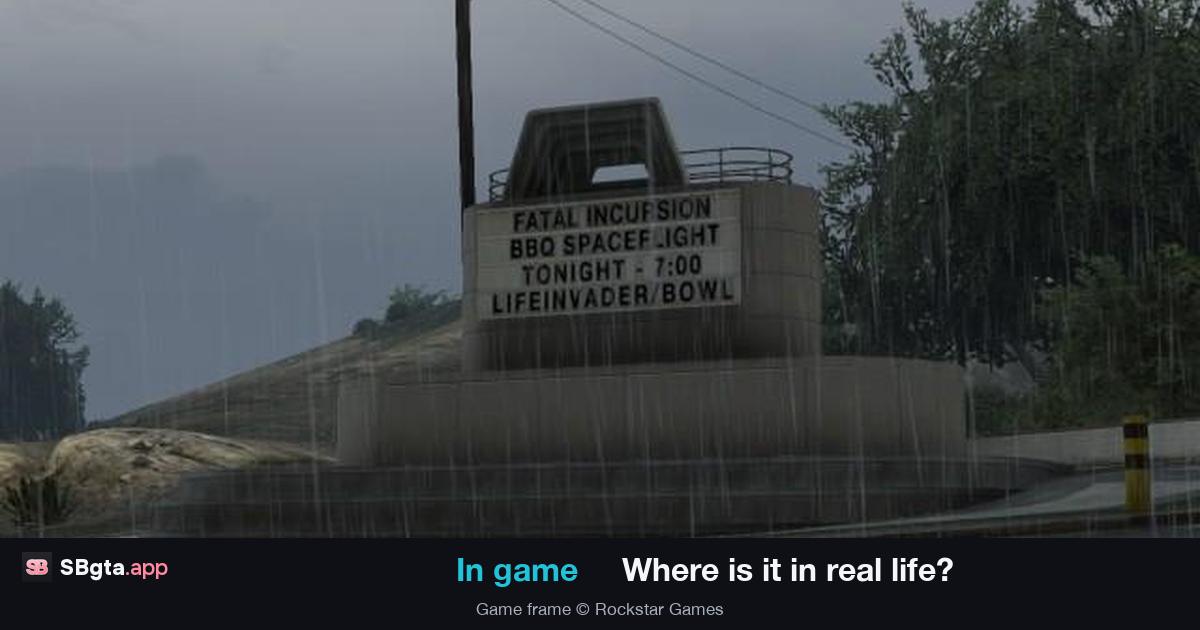 FATAL INCURSION
BBQ SPACEFLIGHT
TONIGHT - 7:00
LIFEINVADER/BOWL
SB SBgta.app
In game Where is it in real life?
Game frame © Rockstar Games